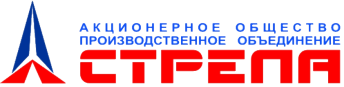 АКЦИОНЕРНОЕ ОБЩЕСТВО
ПРОИЗВОДСТВЕННОЕ ОБЪЕДИНЕНИЕ
СТРЕЛА